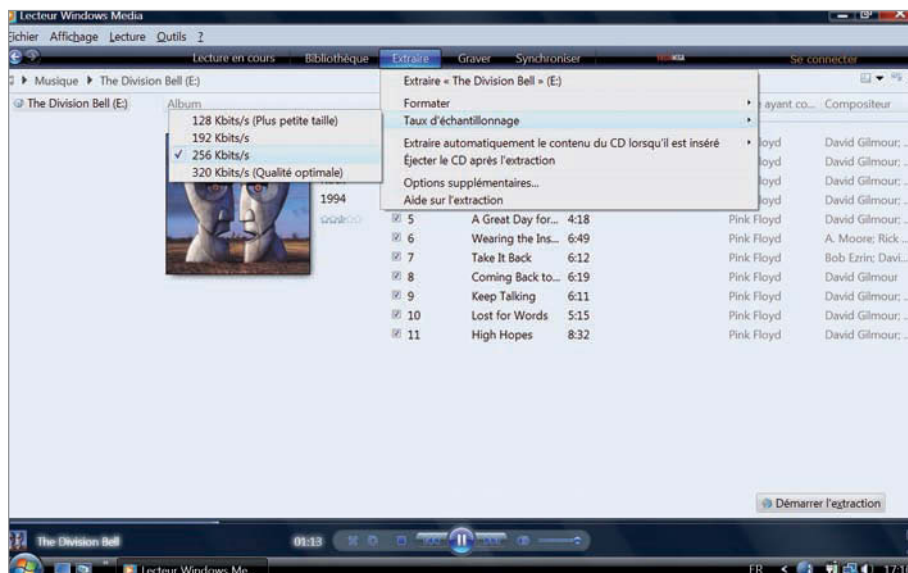 Lecteur Windows Media
Fichier Affichage Lecture Outils ?
Lecture en cours Bibliothèque Extraire Graver Synchroniser Se connecter
Musique The Division Bell (E:)
Extraire « The Division Bell » (E:)
The Division Bell (E:) Album Formater ayant co... Compositeur
128 Kbits/s (Plus petite taille) Taux d'échantillonnage
192 Kbits/s Extraire automatiquement le contenu du CD lorsqu'il est inséré loyd David Gilmour; ..
256 Kbits/s Éjecter le CD après l'extraction loyd David Gilmour; ..
320 Kbits/s (Qualité optimale) Options supplémentaires... loyd David Gilmour; ..
1994 Aide sur l'extraction loyd David Gilmour; ..
5 A Great Day for... 4:18 Pink Floyd David Gilmour; ..
6 Wearing the Ins... 6:49 Pink Floyd A. Moore; Rick ..
7 Take It Back 6:12 Pink Floyd Bob Ezrin; Davi...
8 Coming Back to... 6:19 Pink Floyd David Gilmour
9 Keep Talking 6:11 Pink Floyd David Gilmour; ..
10 Lost for Words 5:15 Pink Floyd David Gilmour; ..
11 High Hopes 8:32 Pink Floyd David Gilmour; ..
Démarrer l'extraction
The Division Bell 01:13
Lecteur Windows Me... FR 17:16